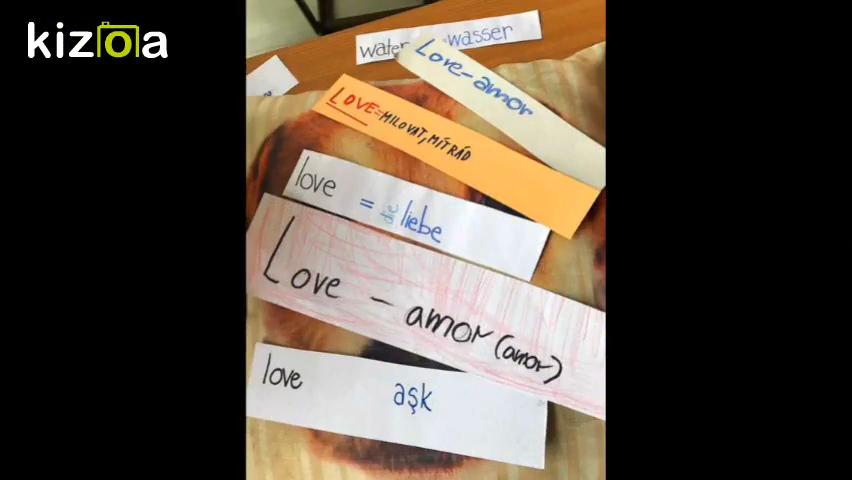 kizoa
water wasser
Love-amor
LOVE=MILOVAT, MÍT RÁD
love = die liebe
Love - amor (amor)
love aşk